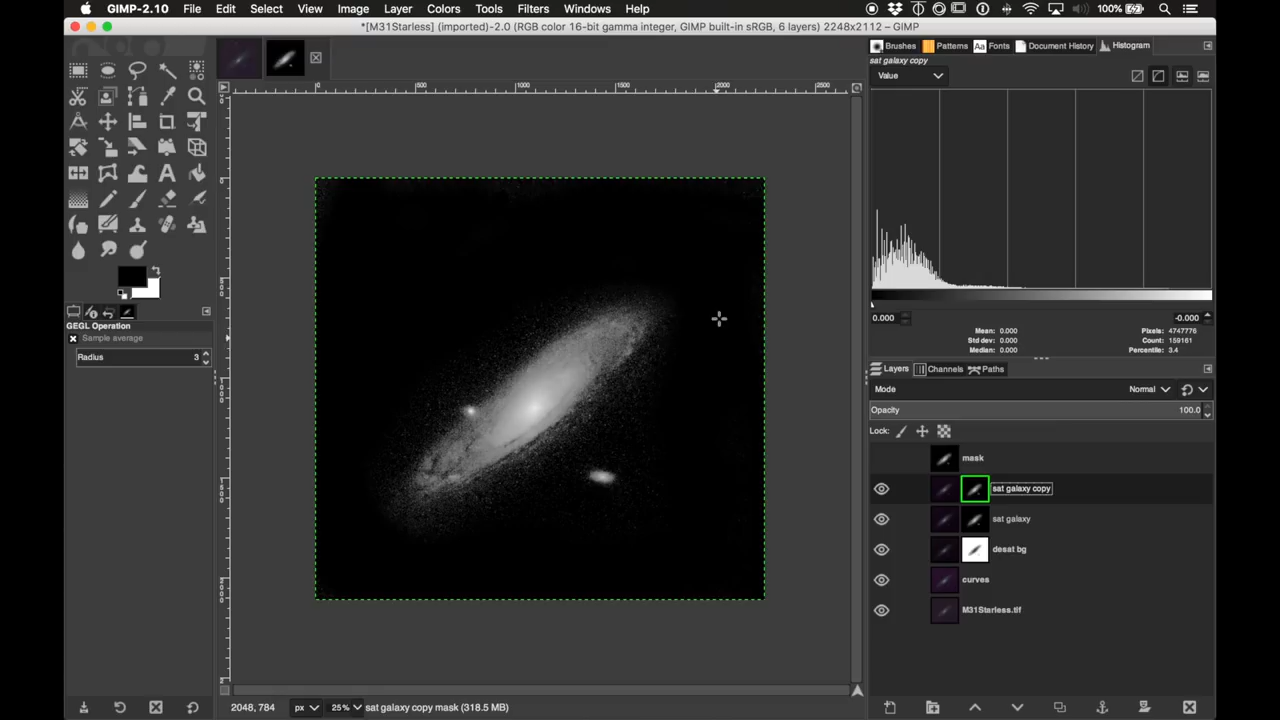 GIMP-2.10 File Edit Select View Image Layer Colors Tools Filters Windows Help 100%
*[M31Starless] (imported)-2.0 (RGB color 16-bit gamma integer, GIMP built-in sRGB, 6 layers) 2248x2112 – GIMP
Brushes Patterns Aa Fonts Document History Histogram
sat galaxy copy
Value
0 500 1000 1500 2000 2500
GEGL Operation
Sample average
Radius 3
0.000 -0.000
Mean: 0.000 Pixels: 4747776
Std dev: 0.000 Count: 159161
Median: 0.000 Percentile: 3.4
Layers Channels Paths
Mode Normal
Opacity 100.0
Lock:
mask
sat galaxy copy
sat galaxy
desat bg
curves
M31Starless.tif
2048, 784 px 25% sat galaxy copy mask (318.5 MB)